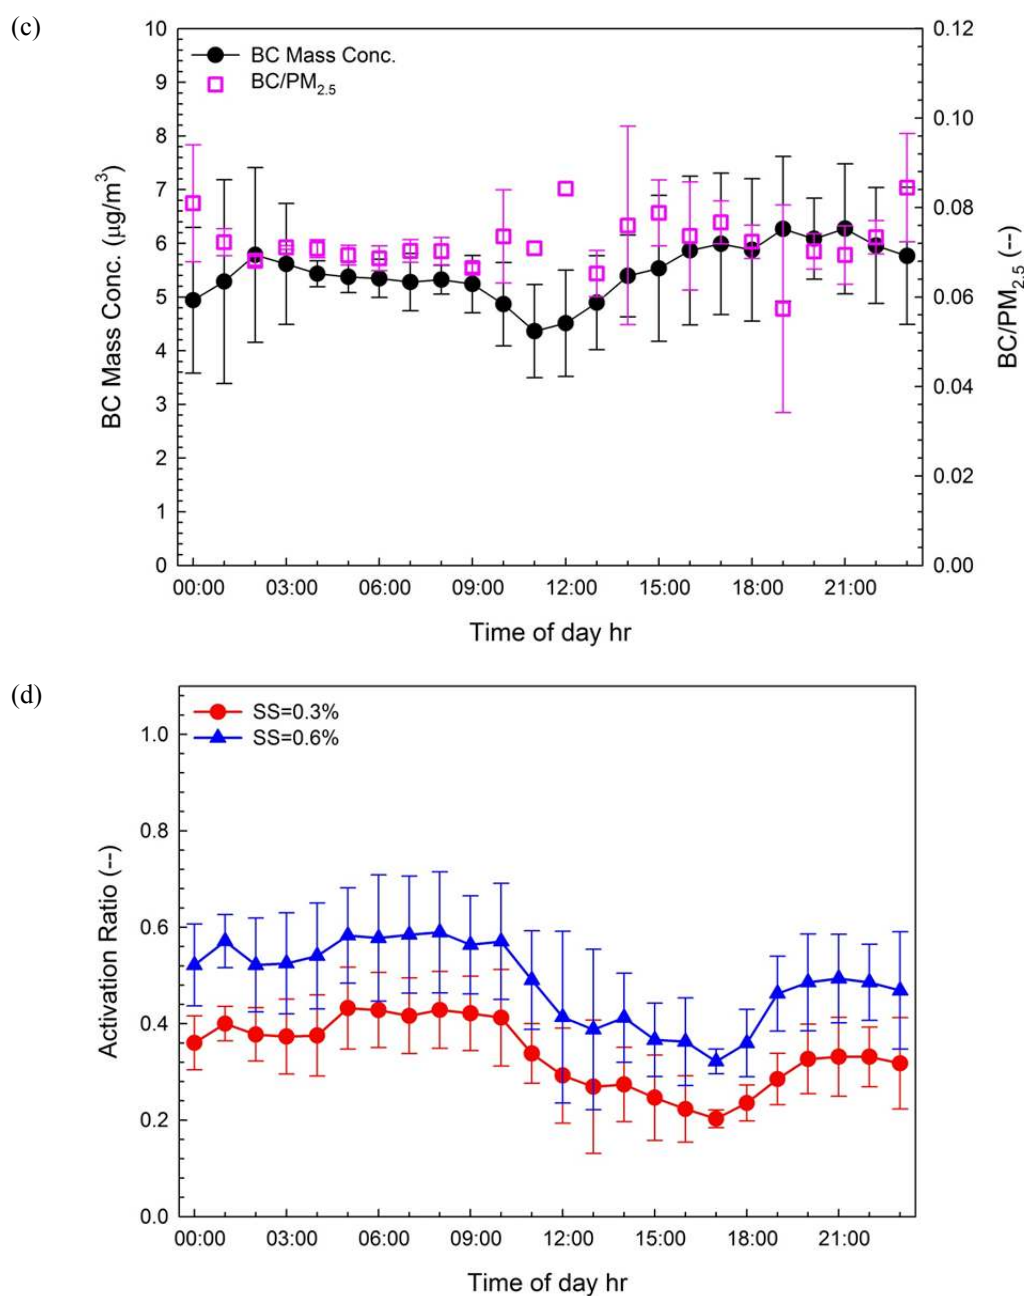 (c)
BC Mass Conc.
BC/PM2.5
10
9
8
7
6
5
4
3
2
1
0
BC Mass Conc. (μg/m³)
0.12
0.10
0.08
0.06
0.04
0.02
0.00
BC/PM2.5
00:00 03:00 06:00 09:00 12:00 15:00 18:00 21:00
Time of day hr
(d)
SS=0.3%
SS=0.6%
1.0
0.8
0.6
0.4
0.2
0.0
Activation Ratio (--)
00:00 03:00 06:00 09:00 12:00 15:00 18:00 21:00
Time of day hr